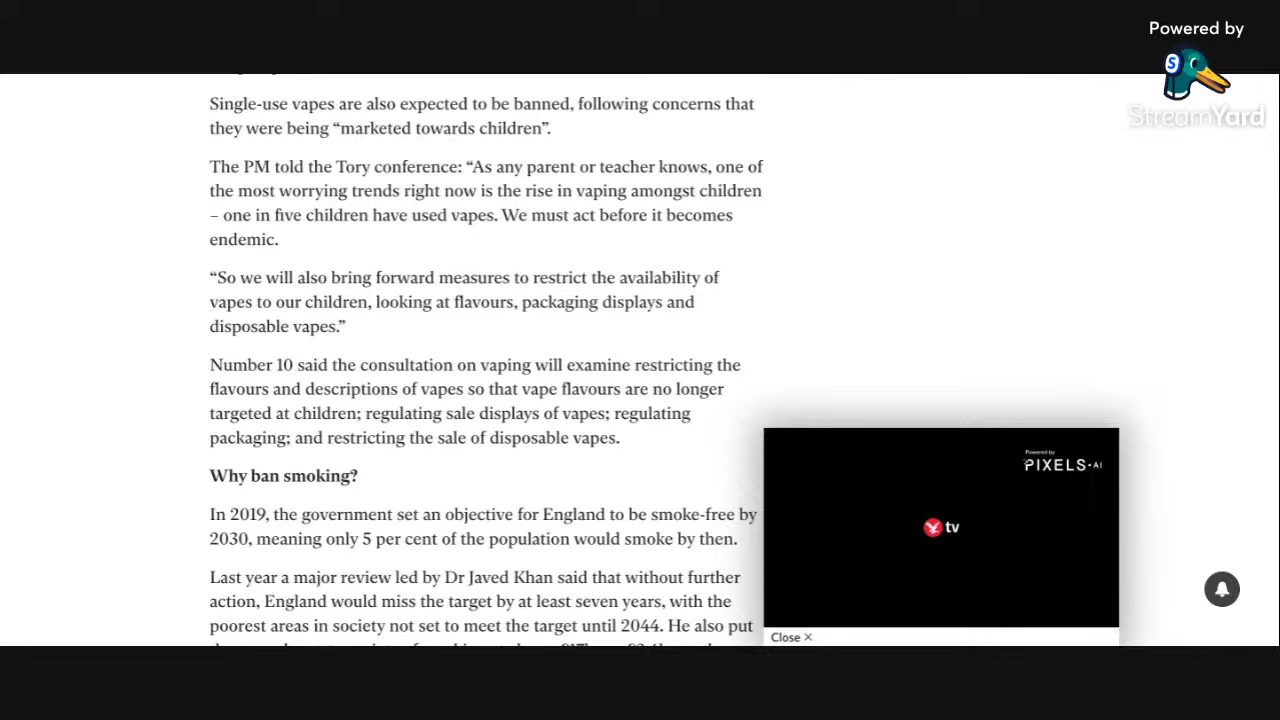 Powered by
StreamYard
Single-use vapes are also expected to be banned, following concerns that
they were being “marketed towards children”.
The PM told the Tory conference: “As any parent or teacher knows, one of
the most worrying trends right now is the rise in vaping amongst children
– one in five children have used vapes. We must act before it becomes
endemic.
“So we will also bring forward measures to restrict the availability of
vapes to our children, looking at flavours, packaging displays and
disposable vapes.”
Number 10 said the consultation on vaping will examine restricting the
flavours and descriptions of vapes so that vape flavours are no longer
targeted at children; regulating sale displays of vapes; regulating
packaging; and restricting the sale of disposable vapes.
Why ban smoking?
In 2019, the government set an objective for England to be smoke-free by
2030, meaning only 5 per cent of the population would smoke by then.
Last year a major review led by Dr Javed Khan said that without further
action, England would miss the target by at least seven years, with the
poorest areas in society not set to meet the target until 2044. He also put
Powered by
PIXELS.AI
tv
Close ×